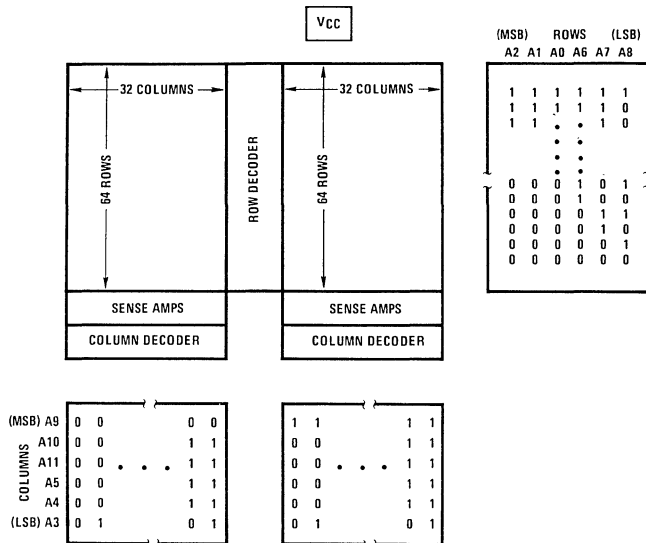 VCC
(MSB) ROWS (LSB)
A2 A1 A0 A6 A7 A8
1 1 1 1 1 1
1 1 1 1 1 0
1 1 • • 1 0
• •
• •
• •
0 0 0 1 0 1
0 0 0 1 0 0
0 0 0 0 1 1
0 0 0 0 1 0
0 0 0 0 0 1
0 0 0 0 0 0
32 COLUMNS
64 ROWS
ROW DECODER
32 COLUMNS
64 ROWS
SENSE AMPS
COLUMN DECODER
SENSE AMPS
COLUMN DECODER
COLUMNS
(MSB) A9 0 0 0 0 1 1 1 1
A10 0 0 1 1 0 0 1 1
A11 0 0 • • • 1 1 0 0 • • • 1 1
A5 0 0 1 1 0 0 1 1
A4 0 0 1 1 0 0 1 1
(LSB) A3 0 1 0 1 0 1 0 1